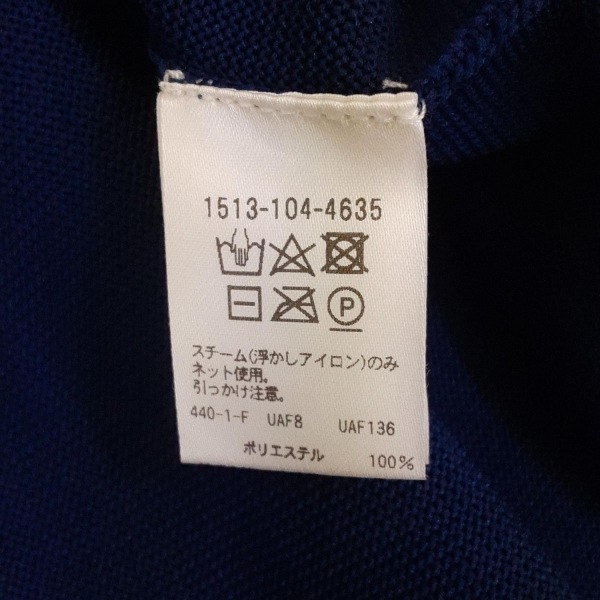 1513-104-4635
P
スチーム(浮かしアイロン)のみ
ネット使用。
引っかけ注意。
440-1-F UAF8 UAF136
ポリエステル 100%